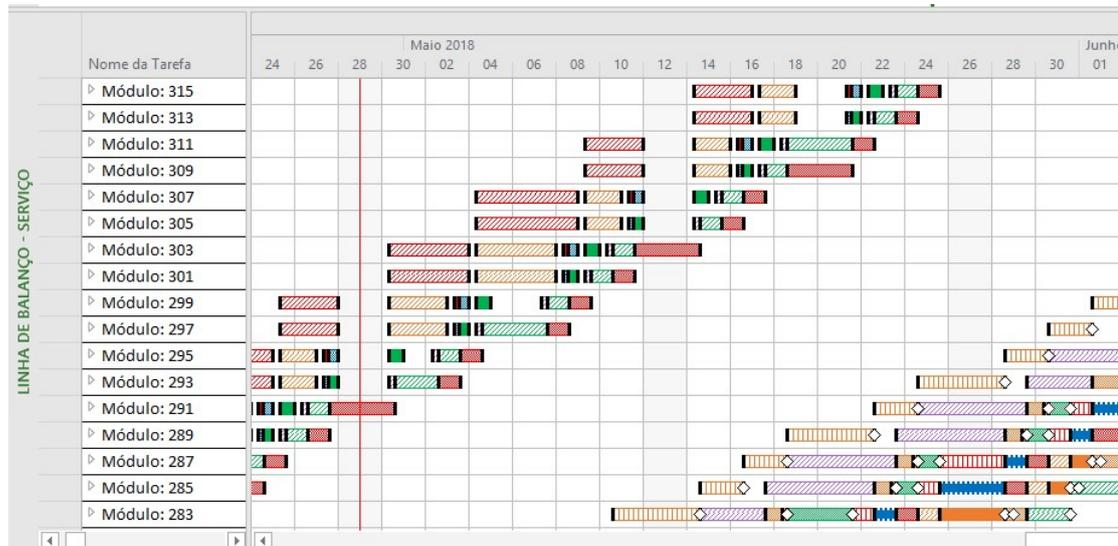 Maio 2018
Junho
Nome da Tarefa
24 26 28 30 02 04 06 08 10 12 14 16 18 20 22 24 26 28 30 01
Módulo: 315
Módulo: 313
Módulo: 311
Módulo: 309
Módulo: 307
Módulo: 305
Módulo: 303
Módulo: 301
Módulo: 299
Módulo: 297
Módulo: 295
Módulo: 293
Módulo: 291
Módulo: 289
Módulo: 287
Módulo: 285
Módulo: 283
LINHA DE BALANÇO - SERVIÇO